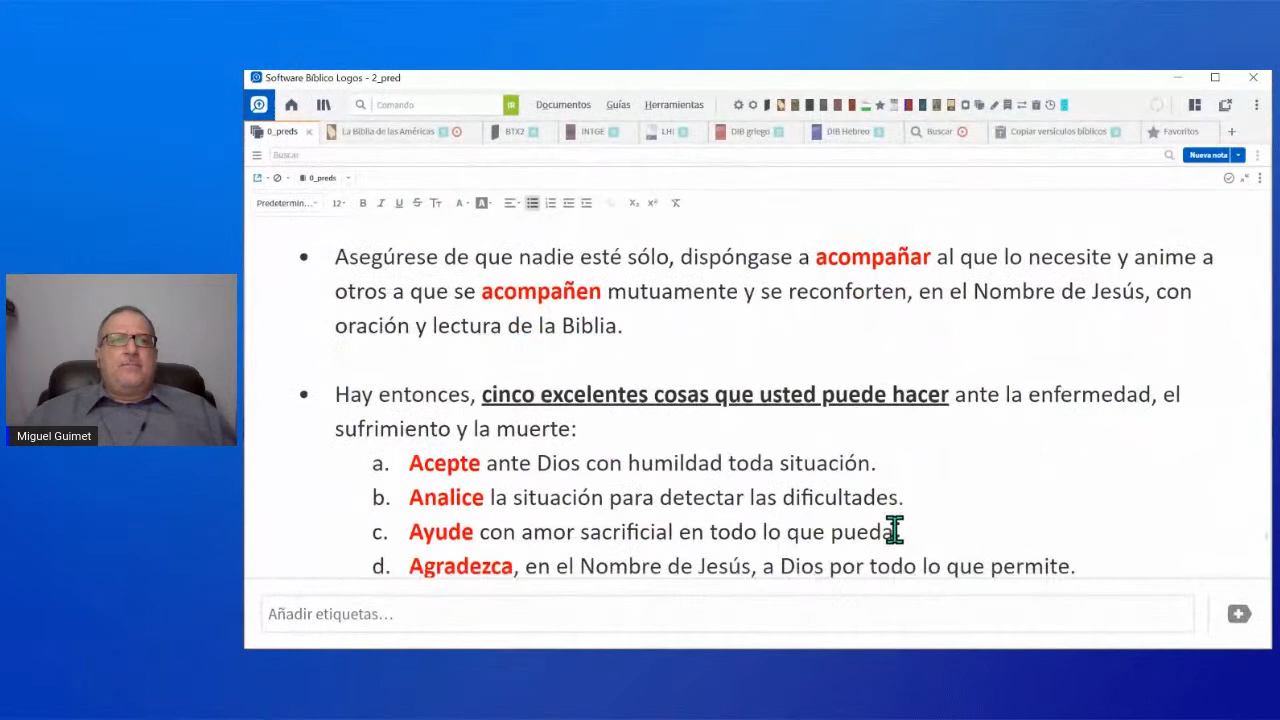 Software Bíblico Logos - 2_pred
Comando
IR
Documentos
Guías
Herramientas
0_preds
La Biblia de las Américas
BTX2
INTGE
LHI
DIB griego
DIB Hebreo
Buscar
Copiar versículos bíblicos
Favoritos
Buscar
Nueva nota
0_preds
Predetermin...
12
• Asegúrese de que nadie esté sólo, dispóngase a acompañar al que lo necesite y anime a
otros a que se acompañen mutuamente y se reconforten, en el Nombre de Jesús, con
oración y lectura de la Biblia.
• Hay entonces, cinco excelentes cosas que usted puede hacer ante la enfermedad, el
sufrimiento y la muerte:
a. Acepte ante Dios con humildad toda situación.
b. Analice la situación para detectar las dificultades.
c. Ayude con amor sacrificial en todo lo que pueda.
d. Agradezca, en el Nombre de Jesús, a Dios por todo lo que permite.
Añadir etiquetas...
Miguel Guimet